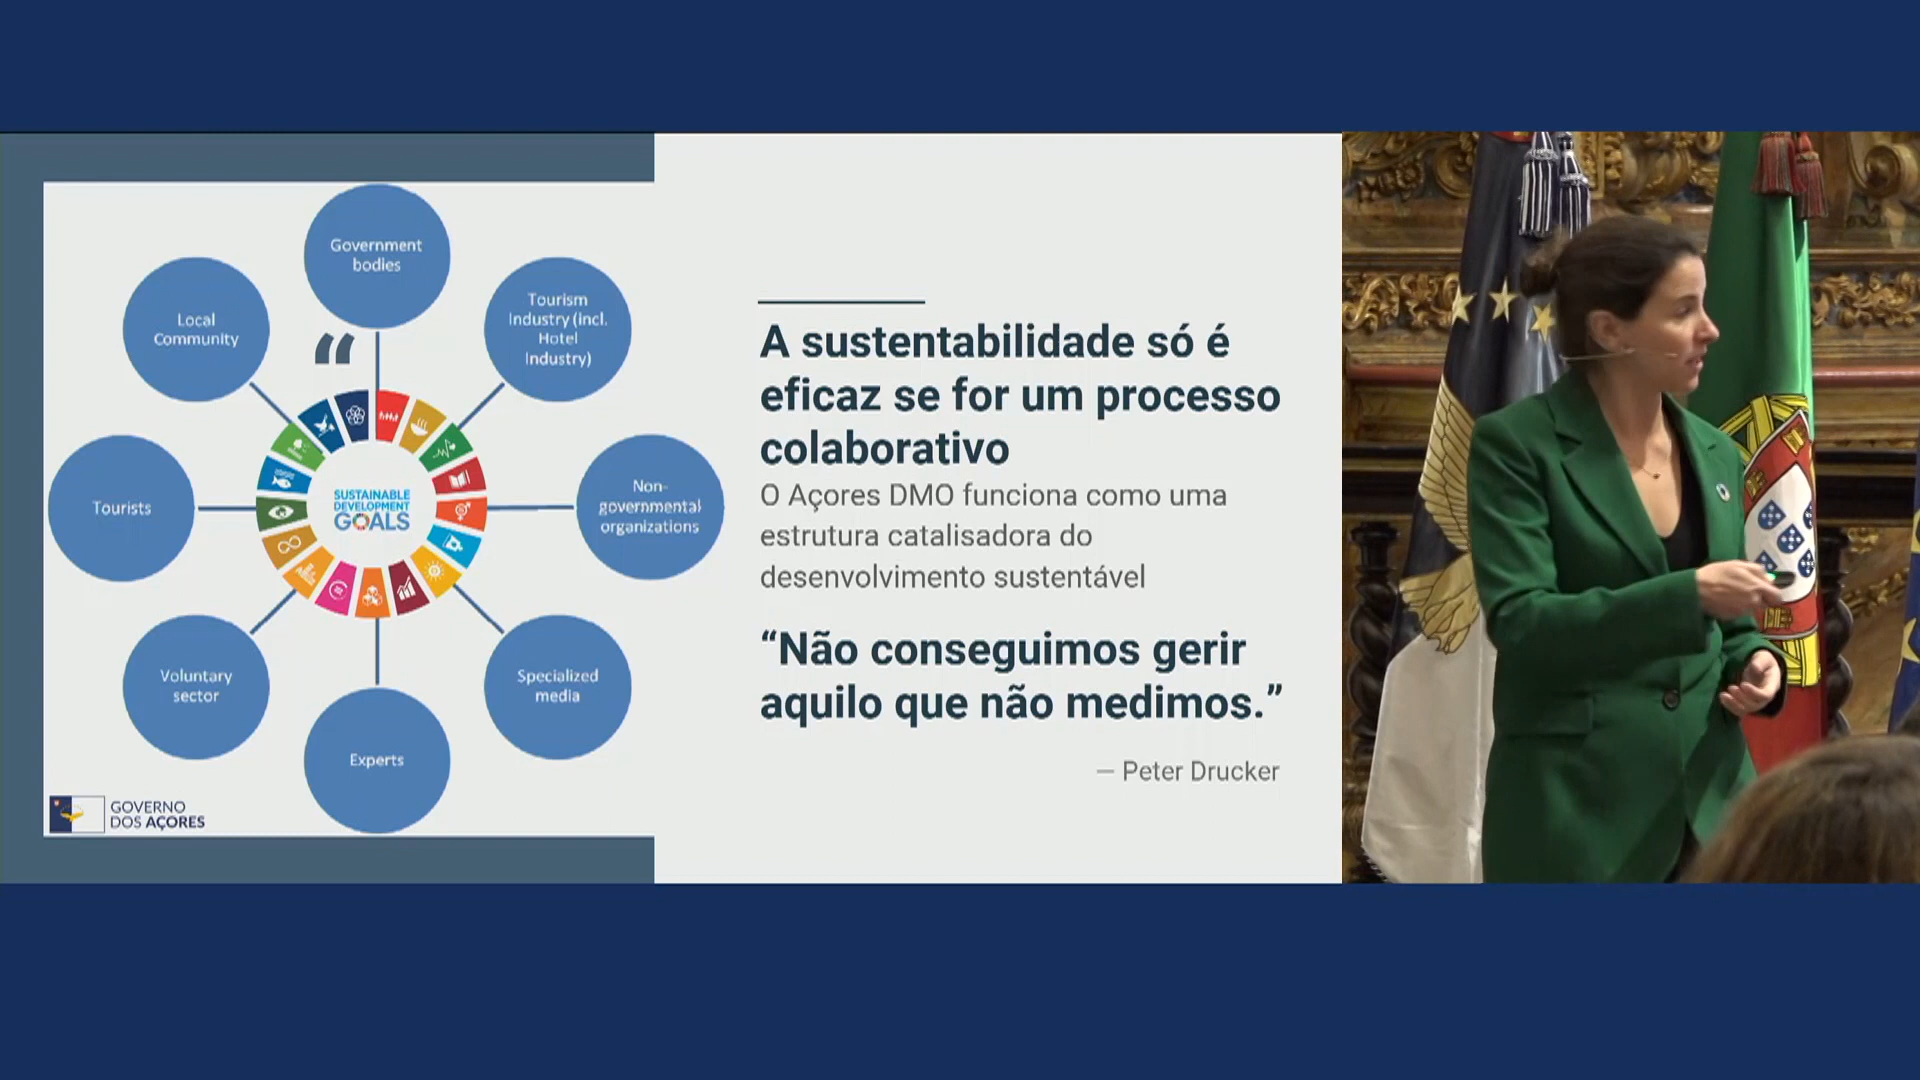 Government
bodies
Tourism
Industry (incl.
Hotel
Industry)
Local
Community
“
SUSTAINABLE
DEVELOPMENT
GOALS
Tourists
Non-
governmental
organizations
Voluntary
sector
Specialized
media
Experts
GOVERNO
DOS AÇORES
A sustentabilidade só é
eficaz se for um processo
colaborativo
O Açores DMO funciona como uma
estrutura catalisadora do
desenvolvimento sustentável
“Não conseguimos gerir
aquilo que não medimos.”
— Peter Drucker